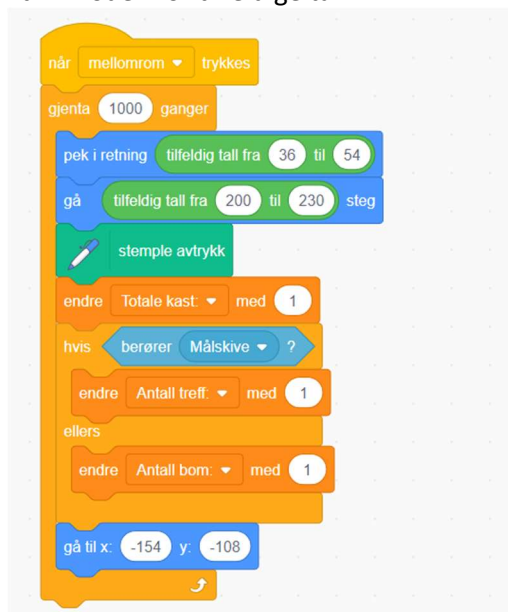 når mellomrom trykkes
gjenta 1000 ganger
pek i retning tilfeldig tall fra 36 til 54
gå tilfeldig tall fra 200 til 230 steg
stemple avtrykk
endre Totale kast: med 1
hvis berører Målskive ?
endre Antall treff: med 1
ellers
endre Antall bom: med 1
gå til x: -154 y: -108